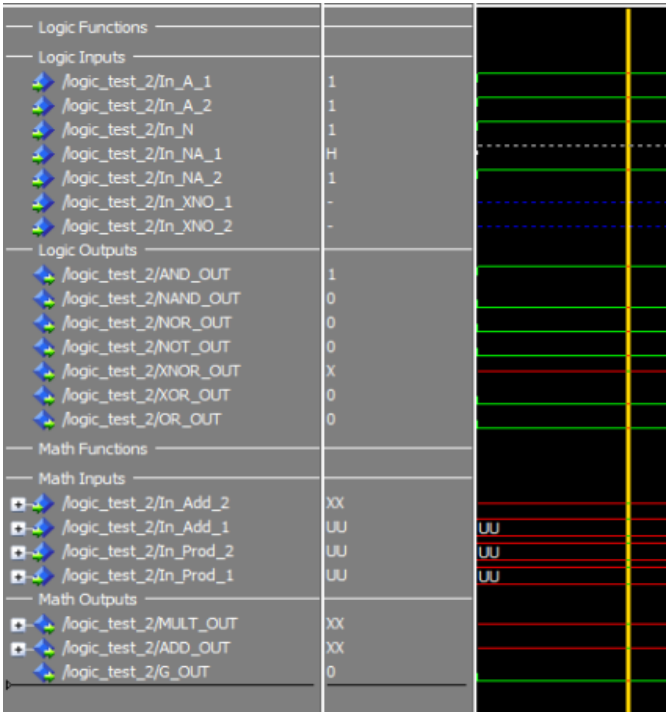 Logic Functions
Logic Inputs
/logic_test_2/In_A_1 1
/logic_test_2/In_A_2 1
/logic_test_2/In_N 1
/logic_test_2/In_NA_1 H
/logic_test_2/In_NA_2 1
/logic_test_2/In_XNO_1 -
/logic_test_2/In_XNO_2 -
Logic Outputs
/logic_test_2/AND_OUT 1
/logic_test_2/NAND_OUT 0
/logic_test_2/NOR_OUT 0
/logic_test_2/NOT_OUT 0
/logic_test_2/XNOR_OUT X
/logic_test_2/XOR_OUT 0
/logic_test_2/OR_OUT 0
Math Functions
Math Inputs
/logic_test_2/In_Add_2 XX
/logic_test_2/In_Add_1 UU UU
/logic_test_2/In_Prod_2 UU UU
/logic_test_2/In_Prod_1 UU UU
Math Outputs
/logic_test_2/MULT_OUT XX
/logic_test_2/ADD_OUT XX
/logic_test_2/G_OUT 0